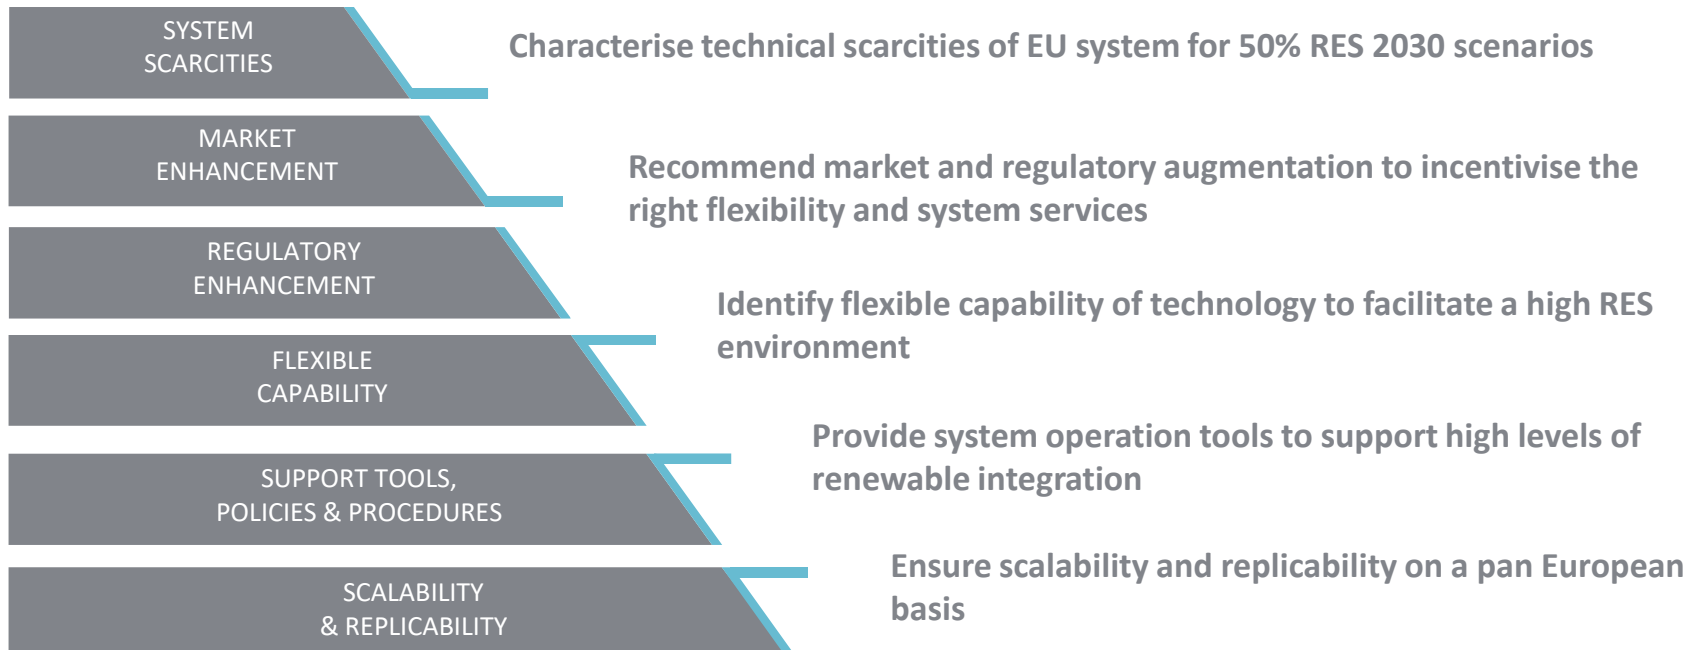 SYSTEM
SCARCITIES
Characterise technical scarcities of EU system for 50% RES 2030 scenarios
MARKET
ENHANCEMENT
Recommend market and regulatory augmentation to incentivise the
right flexibility and system services
REGULATORY
ENHANCEMENT
Identify flexible capability of technology to facilitate a high RES
environment
FLEXIBLE
CAPABILITY
Provide system operation tools to support high levels of
renewable integration
SUPPORT TOOLS,
POLICIES & PROCEDURES
Ensure scalability and replicability on a pan European
basis
SCALABILITY
& REPLICABILITY